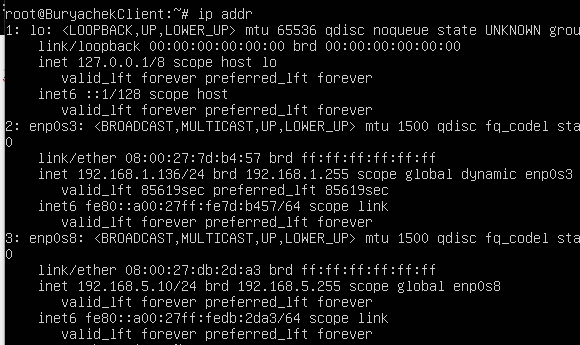 root@BuryachekClient:~# ip addr
1: lo: <LOOPBACK,UP,LOWER_UP> mtu 65536 qdisc noqueue state UNKNOWN grou
link/loopback 00:00:00:00:00:00 brd 00:00:00:00:00:00
inet 127.0.0.1/8 scope host lo
valid_lft forever preferred_lft forever
inet6 ::1/128 scope host
valid_lft forever preferred_lft forever
2: enp0s3: <BROADCAST,MULTICAST,UP,LOWER_UP> mtu 1500 qdisc fq_codel sta
0
link/ether 08:00:27:7d:b4:57 brd ff:ff:ff:ff:ff:ff
inet 192.168.1.136/24 brd 192.168.1.255 scope global dynamic enp0s3
valid_lft 85619sec preferred_lft 85619sec
inet6 fe80::a00:27ff:fe7d:b457/64 scope link
valid_lft forever preferred_lft forever
3: enp0s8: <BROADCAST,MULTICAST,UP,LOWER_UP> mtu 1500 qdisc fq_codel sta
0
link/ether 08:00:27:db:2d:a3 brd ff:ff:ff:ff:ff:ff
inet 192.168.5.10/24 brd 192.168.5.255 scope global enp0s8
valid_lft forever preferred_lft forever
inet6 fe80::a00:27ff:fedb:2da3/64 scope link
valid_lft forever preferred_lft forever